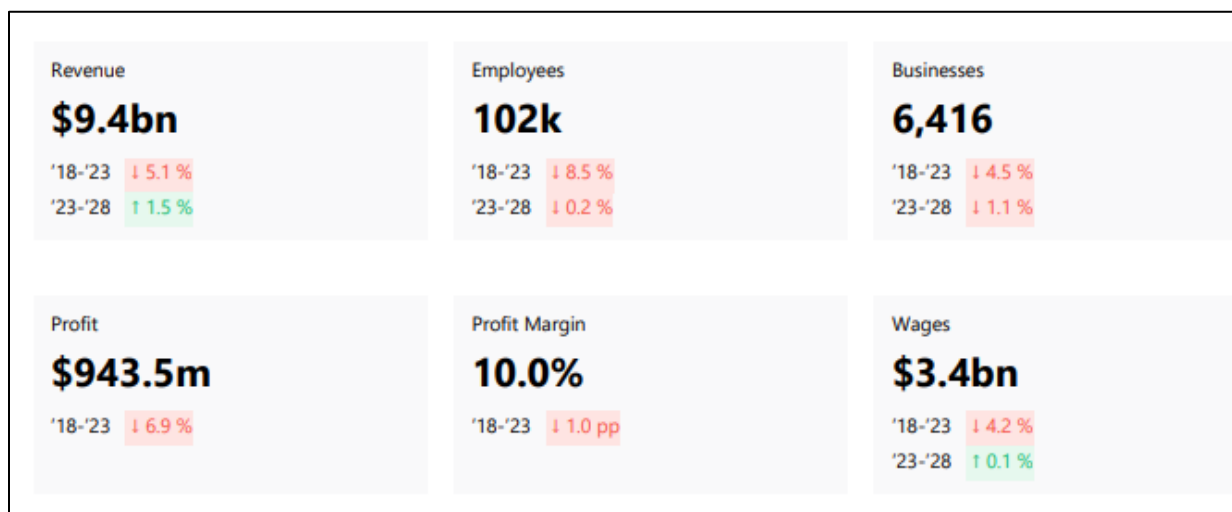 Revenue
$9.4bn
'18-'23 ↓ 5.1 %
'23-'28 ↑ 1.5 %
Employees
102k
'18-'23 ↓ 8.5 %
'23-'28 ↓ 0.2 %
Businesses
6,416
'18-'23 ↓ 4.5 %
'23-'28 ↓ 1.1 %
Profit
$943.5m
'18-'23 ↓ 6.9 %
Profit Margin
10.0%
'18-'23 ↓ 1.0 pp
Wages
$3.4bn
'18-'23 ↓ 4.2 %
'23-'28 ↑ 0.1 %